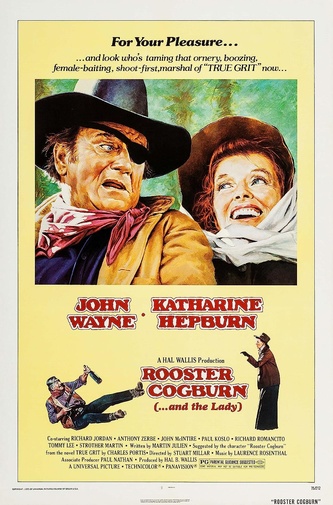 For Your Pleasure...
...and look who's taming that ornery, boozing,
female-baiting, shoot-first, marshal of "TRUE GRIT" now...
JOHN WAYNE • KATHARINE HEPBURN
A HAL WALLIS Production
ROOSTER
COGBURN
(...and the Lady)
Co-starring RICHARD JORDAN • ANTHONY ZERBE • JOHN McINTIRE • PAUL KOSLO • RICHARD ROMANCITO
TOMMY LEE • STROTHER MARTIN • Written by MARTIN JULIEN • Suggested by the character "Rooster Cogburn"
from the novel TRUE GRIT by CHARLES PORTIS • Directed by STUART MILLAR • Music by LAURENCE ROSENTHAL
Associate Producer PAUL NATHAN • Produced by HAL B. WALLIS
A UNIVERSAL PICTURE • TECHNICOLOR® • PANAVISION®
PG PARENTAL GUIDANCE SUGGESTED
"ROOSTER COGBURN"